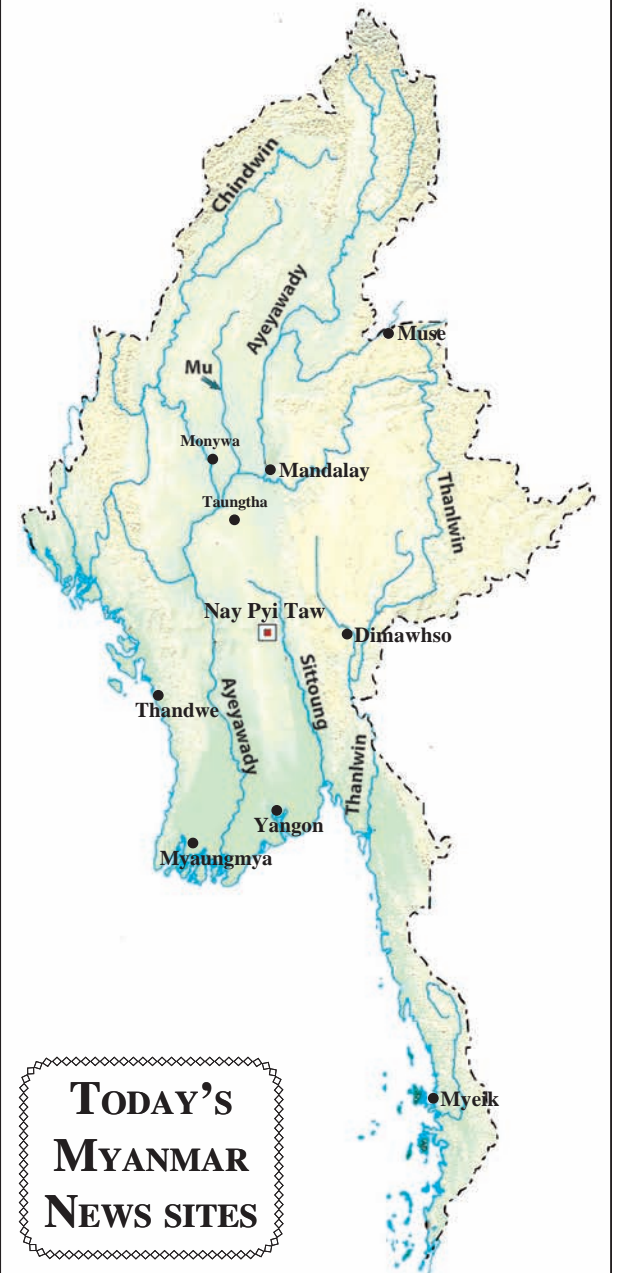 Chindwin
Ayeyawady
Muse
Mu
Monywa
Mandalay
Taungtha
Thanlwin
Nay Pyi Taw
Dimawhso
Sittoung
Ayeyawady
Thandwe
Thanlwin
Yangon
Myaungmya
Myeik
TODAY'S
MYANMAR
NEWS SITES